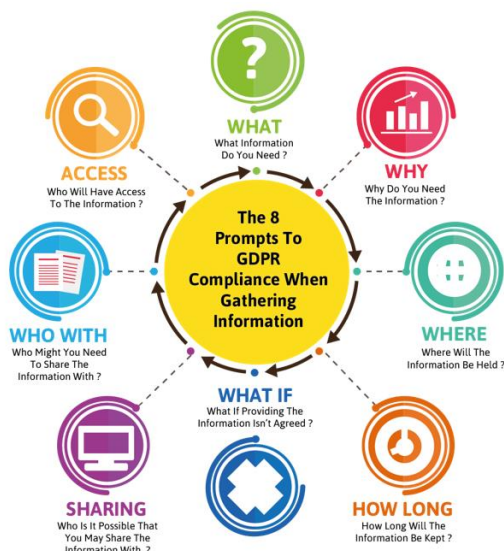 The 8
Prompts To
GDPR
Compliance When
Gathering
Information
?
WHAT
What Information
Do You Need ?
WHY
Why Do You Need
The Information ?
WHERE
Where Will The
Information Be Held ?
HOW LONG
How Long Will The
Information Be Kept ?
WHAT IF
What If Providing The
Information Isn't Agreed ?
SHARING
Who Is It Possible That
You May Share The
Information With ?
WHO WITH
Who Might You Need
To Share The
Information With ?
ACCESS
Who Will Have Access
To The Information ?